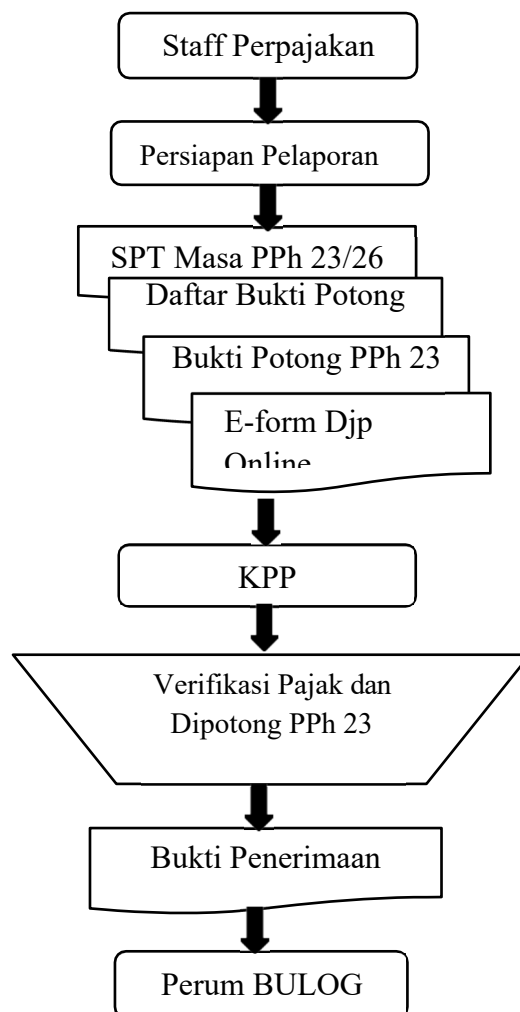 Staff Perpajakan
Persiapan Pelaporan
SPT Masa PPh 23/26
Daftar Bukti Potong
Bukti Potong PPh 23
E-form Djp
Online
KPP
Verifikasi Pajak dan
Dipotong PPh 23
Bukti Penerimaan
Perum BULOG